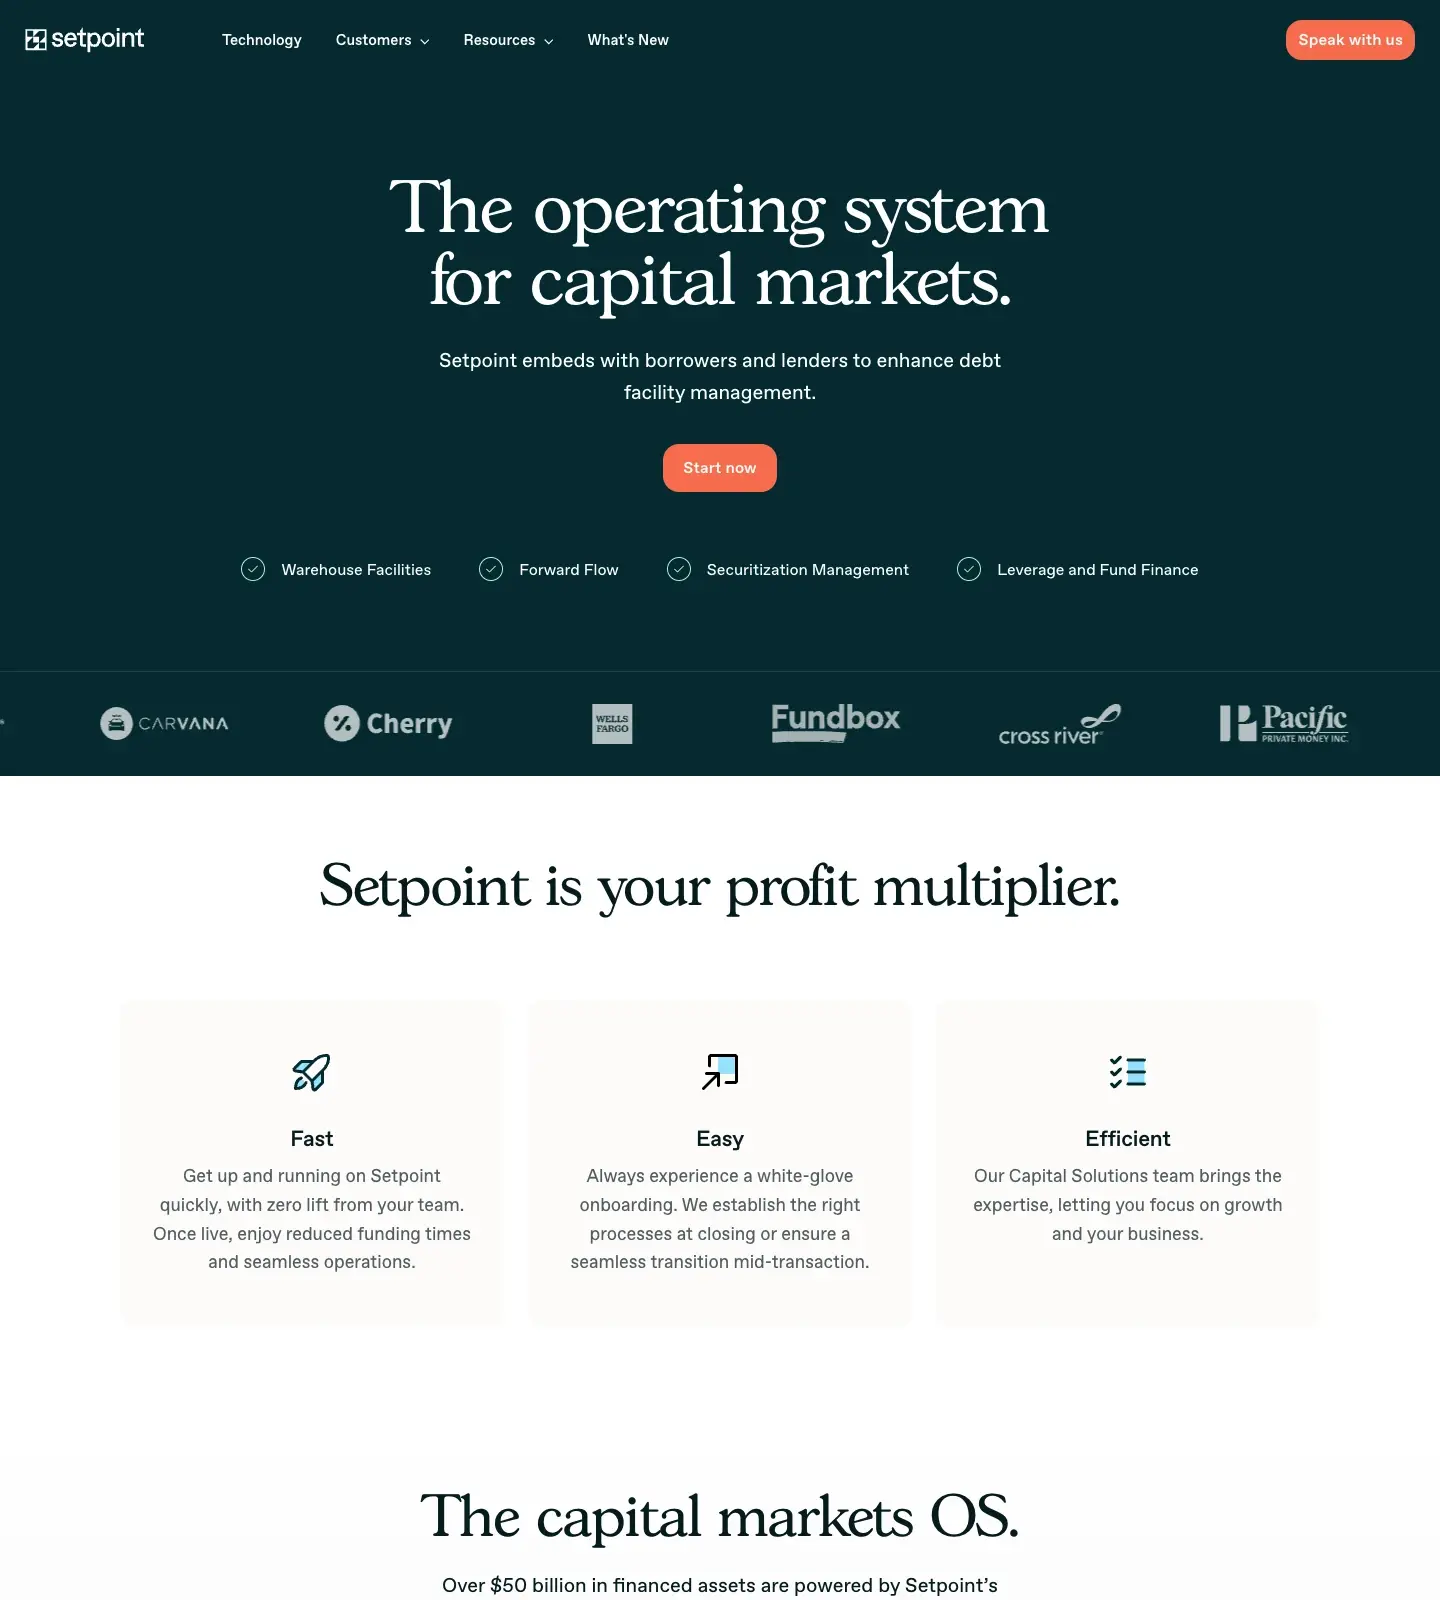 setpoint
Technology
Customers
Resources
What's New
Speak with us
The operating system
for capital markets.
Setpoint embeds with borrowers and lenders to enhance debt
facility management.
Start now
Warehouse Facilities
Forward Flow
Securitization Management
Leverage and Fund Finance
CARVANA
Cherry
WELLS
FARGO
Fundbox
cross river
Pacific
PRIVATE MONEY INC.
Setpoint is your profit multiplier.
Fast
Get up and running on Setpoint
quickly, with zero lift from your team.
Once live, enjoy reduced funding times
and seamless operations.
Easy
Always experience a white-glove
onboarding. We establish the right
processes at closing or ensure a
seamless transition mid-transaction.
Efficient
Our Capital Solutions team brings the
expertise, letting you focus on growth
and your business.
The capital markets OS.
Over $50 billion in financed assets are powered by Setpoint’s